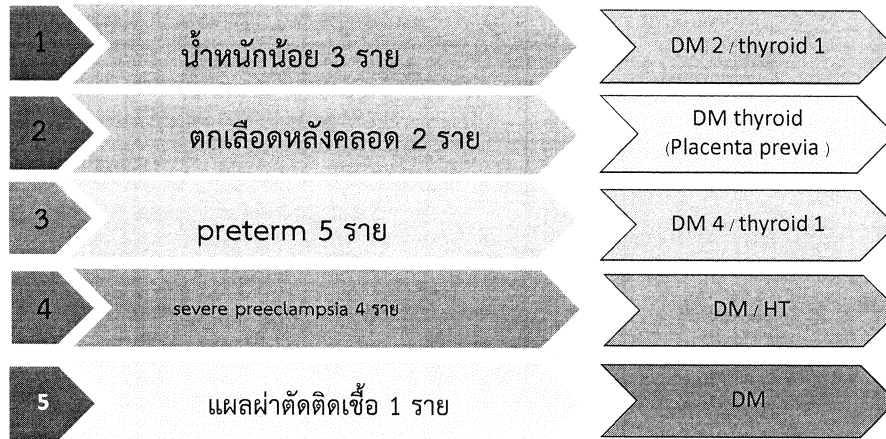 1
น้ำหนักน้อย 3 ราย
DM 2 / thyroid 1
2
ตกเลือดหลังคลอด 2 ราย
DM thyroid
(Placenta previa )
3
preterm 5 ราย
DM 4 / thyroid 1
4
severe preeclampsia 4 ราย
DM / HT
5
แผลผ่าตัดติดเชื้อ 1 ราย
DM